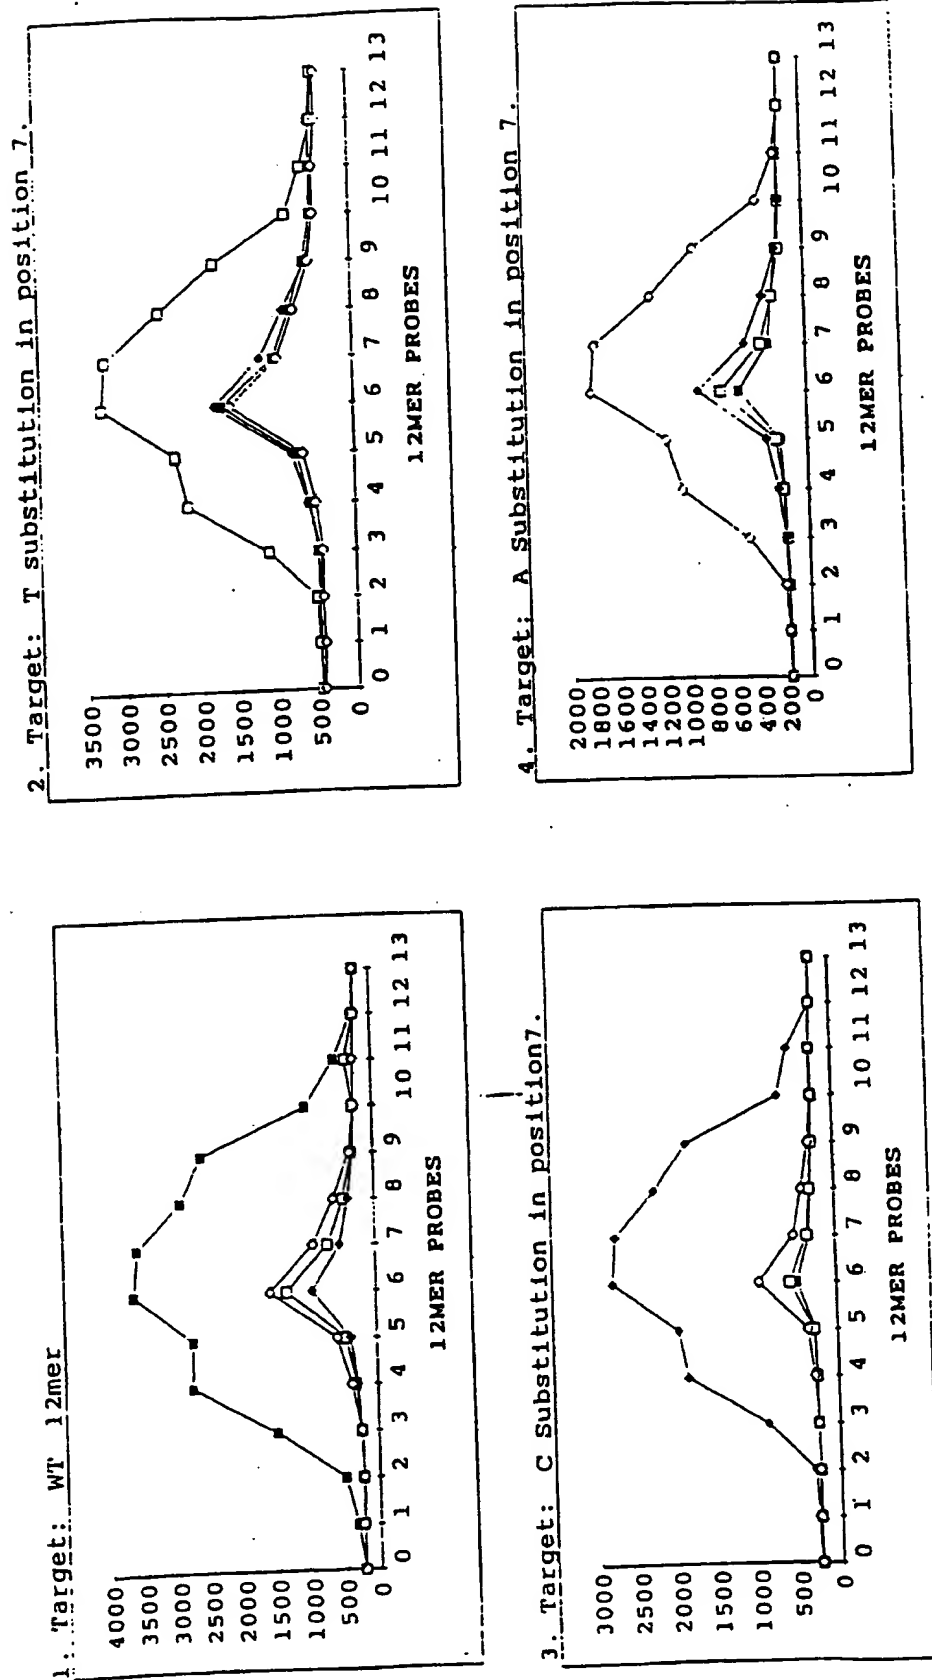 1. Target: WT 12mer
4000
3500
3000
2500
2000
1500
1000
500
0
0 1 2 3 4 5 6 7 8 9 10 11 12 13
12MER PROBES
2. Target: T substitution in position 7.
3500
3000
2500
2000
1500
1000
500
0
0 1 2 3 4 5 6 7 8 9 10 11 12 13
12MER PROBES
3. Target: C Substitution in position7.
3000
2500
2000
1500
1000
500
0
0 1 2 3 4 5 6 7 8 9 10 11 12 13
12MER PROBES
4. Target: A Substitution in position 7.
2000
1800
1600
1400
1200
1000
800
600
400
200
0
0 1 2 3 4 5 6 7 8 9 10 11 12 13
12MER PROBES